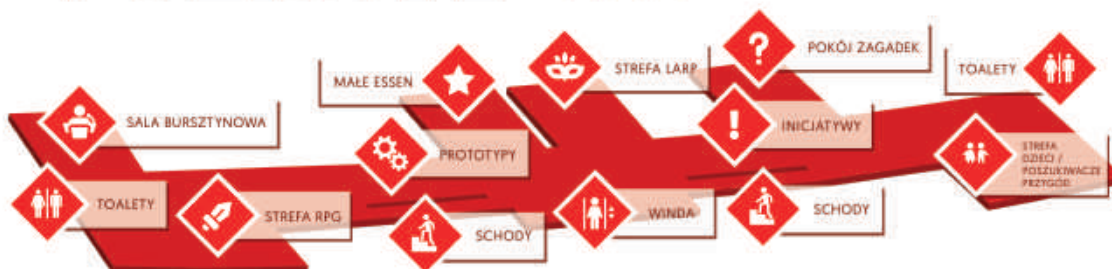 POKÓJ ZAGADEK
STREFA LARP
TOALETY
MAŁE ESSEN
SALA BURSZTYNOWA
INICJATYWY
PROTOTYPY
STREFA
DZIECI /
POSZUKIWACZE
PRZYGÓD
TOALETY
STREFA RPG
WINDA
SCHODY
SCHODY